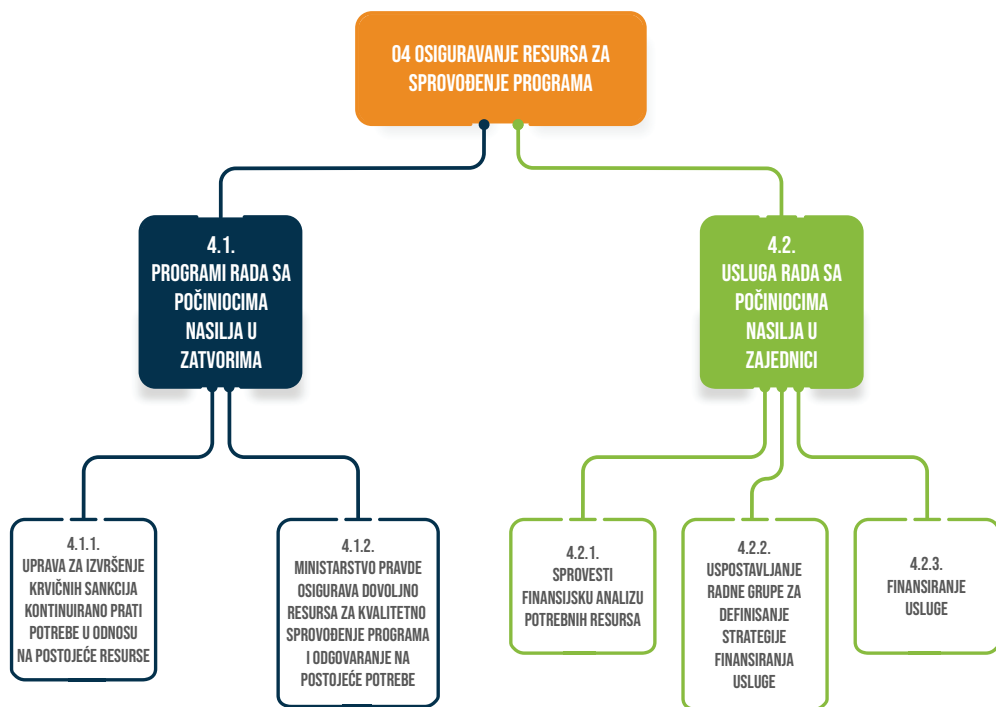 04 OSIGURAVANJE RESURSA ZA
SPROVOĐENJE PROGRAMA
4.1.
PROGRAMI RADA SA
POČINIOCIMA
NASILJA U
ZATVORIMA
4.2.
USLUGA RADA SA
POČINIOCIMA
NASILJA U
ZAJEDNICI
4.1.1.
UPRAVA ZA IZVRŠENJE
KRVIČNIH SANKCIJA
KONTINUIRANO PRATI
POTREBE U ODNOSU
NA POSTOJEĆE RESURSE
4.1.2.
MINISTARSTVO PRAVDE
OSIGURAVA DOVOLJNO
RESURSA ZA KVALITETNO
SPROVOĐENJE PROGRAMA
I ODGOVARANJE NA
POSTOJEĆE POTREBE
4.2.1.
SPROVESTI
FINANSIJSKU ANALIZU
POTREBNIH RESURSA
4.2.2.
USPOSTAVLJANJE
RADNE GRUPE ZA
DEFINISANJE
STRATEGIJE
FINANSIRANJA
USLUGE
4.2.3.
FINANSIRANJE
USLUGE